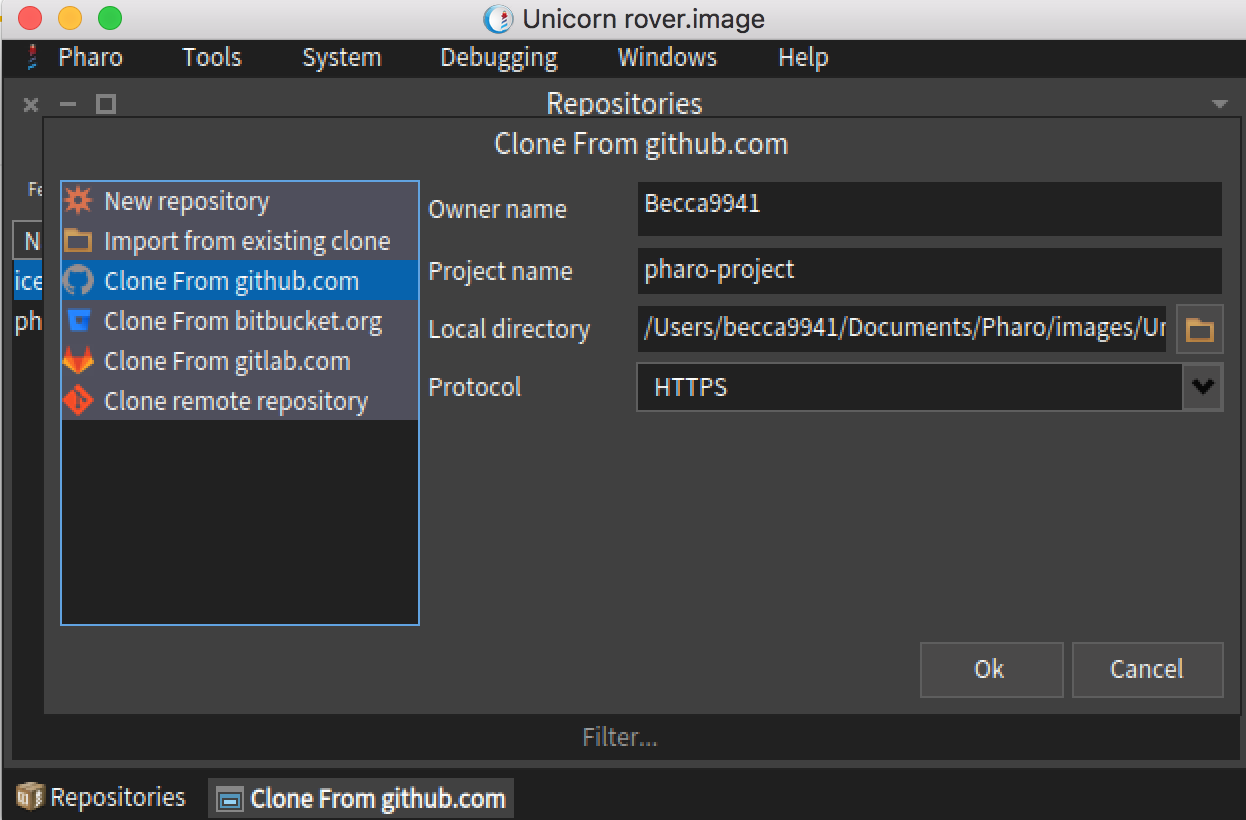 Unicorn rover.image
Pharo Tools System Debugging Windows Help
Repositories
Clone From github.com
New repository
Import from existing clone
Clone From github.com
Clone From bitbucket.org
Clone From gitlab.com
Clone remote repository
Owner name Becca9941
Project name pharo-project
Local directory /Users/becca9941/Documents/Pharo/images/Un
Protocol HTTPS
Fe
N
ice
ph
Ok Cancel
Filter...
Repositories Clone From github.com